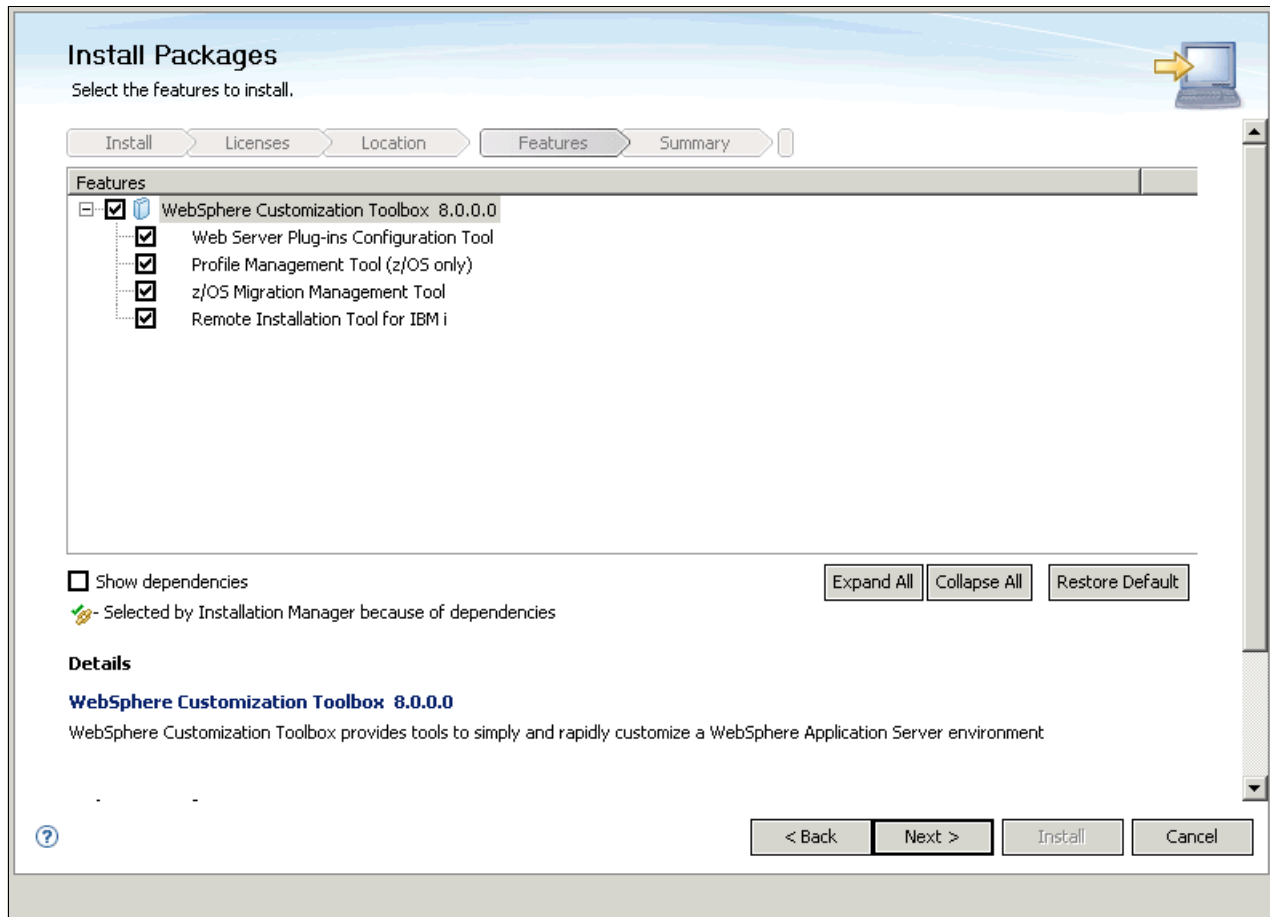 Install Packages
Select the features to install.
Install Licenses Location Features Summary
Features
WebSphere Customization Toolbox 8.0.0.0
Web Server Plug-ins Configuration Tool
Profile Management Tool (z/OS only)
z/OS Migration Management Tool
Remote Installation Tool for IBM i
Show dependencies Expand All Collapse All Restore Default
- Selected by Installation Manager because of dependencies
Details
WebSphere Customization Toolbox 8.0.0.0
WebSphere Customization Toolbox provides tools to simply and rapidly customize a WebSphere Application Server environment
? < Back Next > Install Cancel